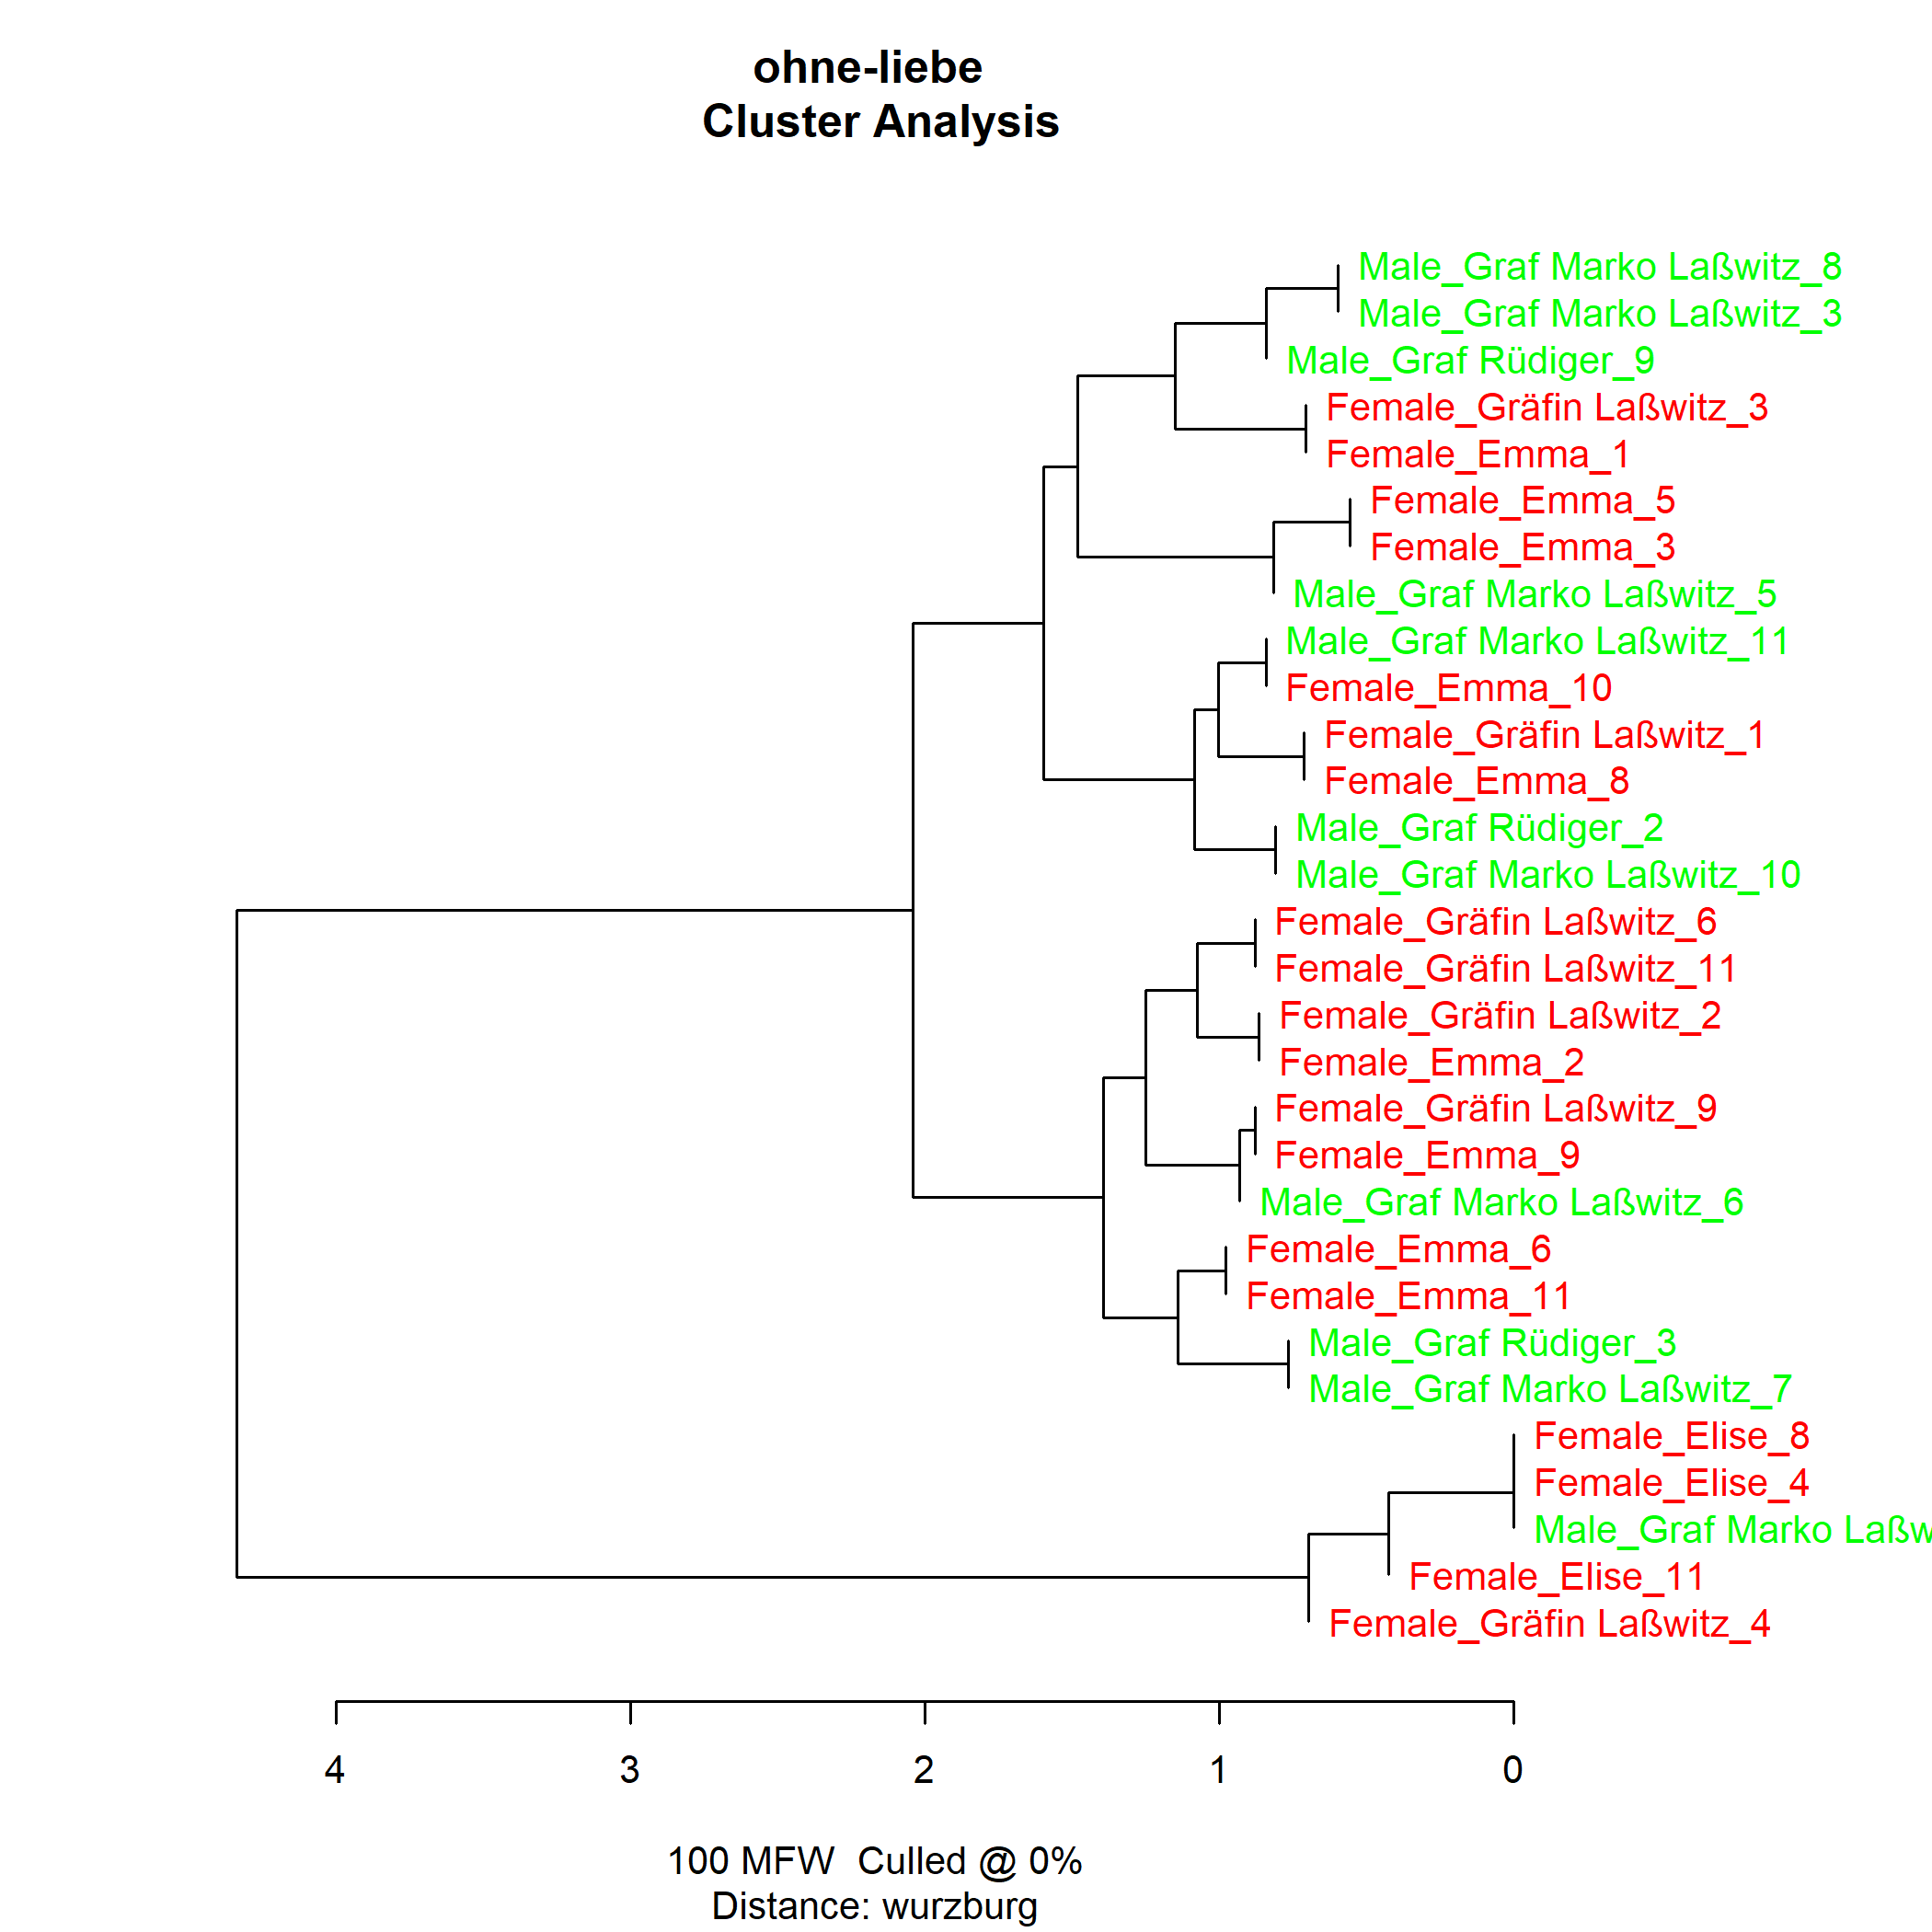 ohne-liebe
Cluster Analysis
Male_Graf Marko Laßwitz_8
Male_Graf Marko Laßwitz_3
Male_Graf Rüdiger_9
Female_Gräfin Laßwitz_3
Female_Emma_1
Female_Emma_5
Female_Emma_3
Male_Graf Marko Laßwitz_5
Male_Graf Marko Laßwitz_11
Female_Emma_10
Female_Gräfin Laßwitz_1
Female_Emma_8
Male_Graf Rüdiger_2
Male_Graf Marko Laßwitz_10
Female_Gräfin Laßwitz_6
Female_Gräfin Laßwitz_11
Female_Gräfin Laßwitz_2
Female_Emma_2
Female_Gräfin Laßwitz_9
Female_Emma_9
Male_Graf Marko Laßwitz_6
Female_Emma_6
Female_Emma_11
Male_Graf Rüdiger_3
Male_Graf Marko Laßwitz_7
Female_Elise_8
Female_Elise_4
Male_Graf Marko
Female_Elise_11
Female_Gräfin Laßwitz_4
4 3 2 1 0
100 MFW Culled @ 0%
Distance: wurzburg